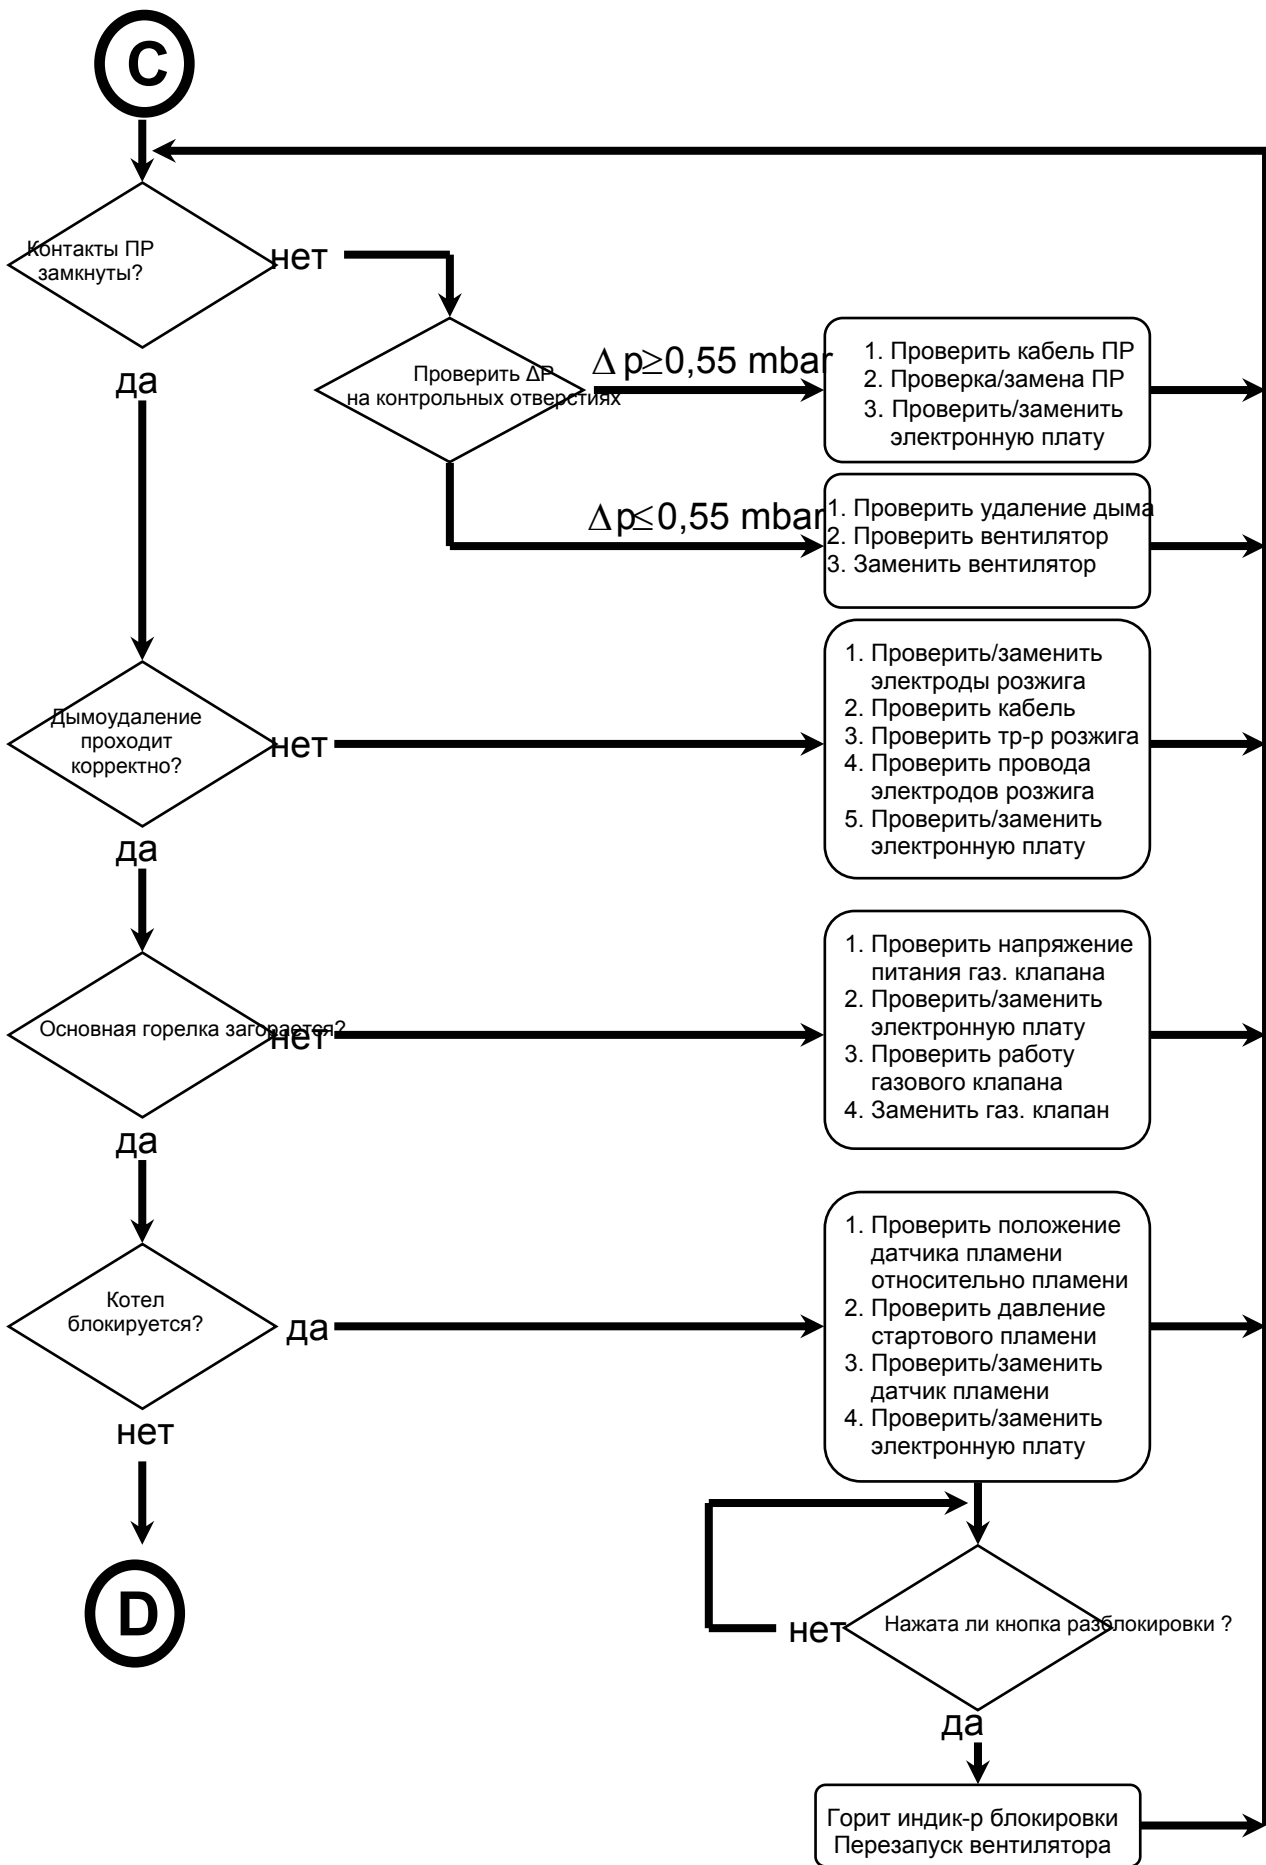 C
Контакты ПР
замкнуты?
нет
да
Проверить ΔP
на контрольных отверстиях
Δ p≥0,55 mbar
1. Проверить кабель ПР
2. Проверка/замена ПР
3. Проверить/заменить
электронную плату
Δp≤0,55 mbar
1. Проверить удаление дыма
2. Проверить вентилятор
3. Заменить вентилятор
Дымоудаление
проходит
корректно?
нет
да
1. Проверить/заменить
электроды розжига
2. Проверить кабель
3. Проверить тр-р розжига
4. Проверить провода
электродов розжига
5. Проверить/заменить
электронную плату
Основная горелка загорается?
нет
да
1. Проверить напряжение
питания газ. клапана
2. Проверить/заменить
электронную плату
3. Проверить работу
газового клапана
4. Заменить газ. клапан
Котел
блокируется?
да
нет
1. Проверить положение
датчика пламени
относительно пламени
2. Проверить давление
стартового пламени
3. Проверить/заменить
датчик пламени
4. Проверить/заменить
электронную плату
D
нет
Нажата ли кнопка разблокировки ?
да
Горит индик-р блокировки
Перезапуск вентилятора